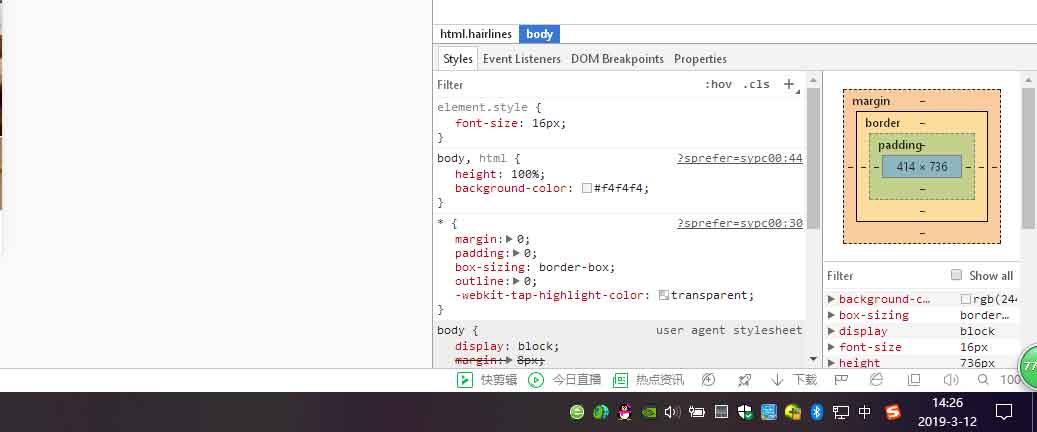 html.hairlines body
Styles Event Listeners DOM Breakpoints Properties
Filter :hov .cls +
element.style {
font-size: 16px;
}
body, html { ?sprefer=sypc00:44
height: 100%;
background-color: #f4f4f4;
}
* { ?sprefer=sypc00:30
margin: 0;
padding: 0;
box-sizing: border-box;
outline: 0;
-webkit-tap-highlight-color: transparent;
}
body { user agent stylesheet
display: block;
margin: 8px;
margin –
border –
padding –
– – – 414 × 736 – – –
–
–
–
Filter Show all
background-c… rgb(244
box-sizing border…
display block
font-size 16px
height 736px
77
快剪辑 今日直播 热点资讯 下载 100
中
14:26
2019-3-12